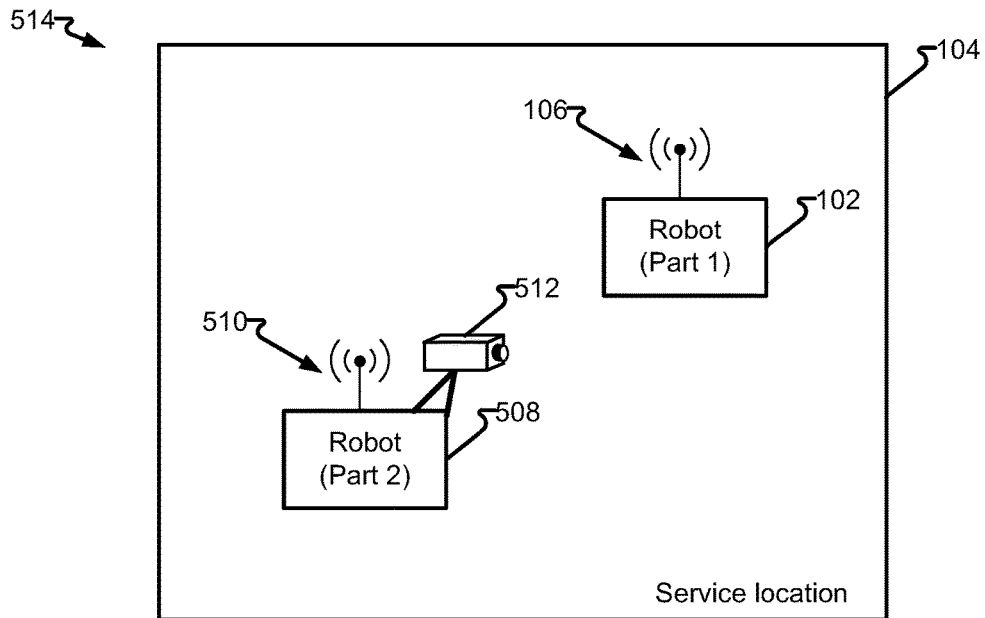 514
104
106
102
Robot
(Part 1)
512
510
508
Robot
(Part 2)
Service location